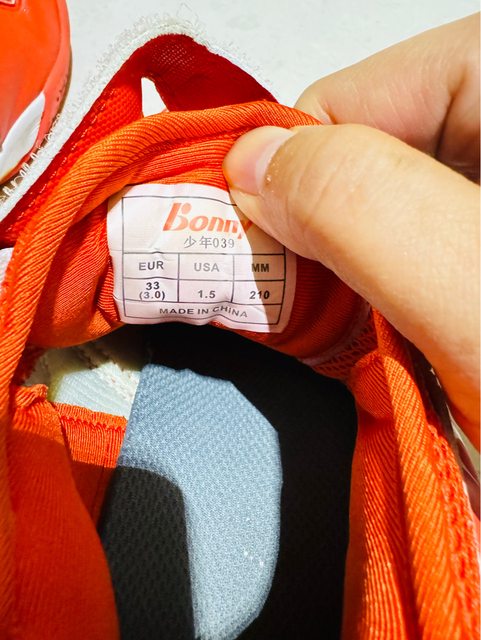 Bonny
少年039
EUR USA MM
33 1.5 210
(3.0)
MADE IN CHINA